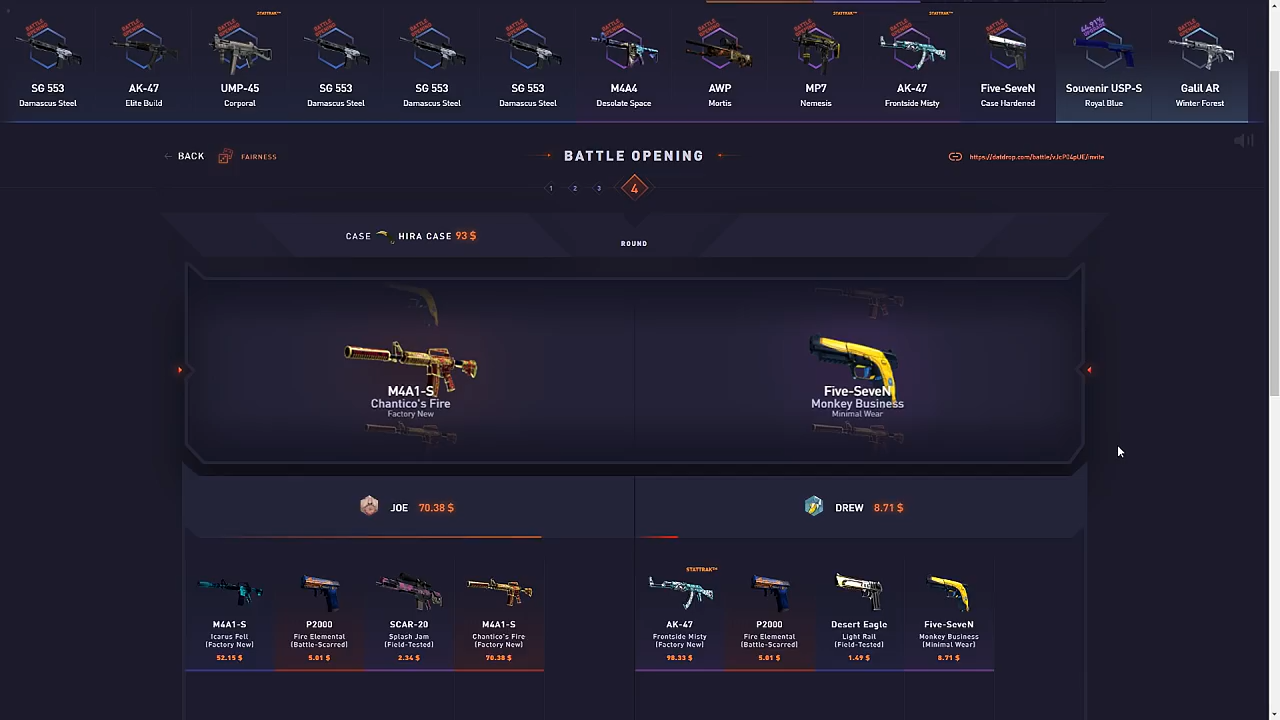 STATTRAK™ STATTRAK™ STATTRAK™
SG 553 AK-47 UMP-45 SG 553 SG 553 SG 553 M4A4 AWP MP7 AK-47 Five-SeveN Souvenir USP-S Galil AR
Damascus Steel Elite Build Corporal Damascus Steel Damascus Steel Damascus Steel Desolate Space Mortis Nemesis Frontside Misty Case Hardened Royal Blue Winter Forest
← BACK FAIRNESS BATTLE OPENING
1 2 3 4
CASE HIRA CASE 93 $
ROUND
M4A1-S Five-SeveN
Chantico's Fire Monkey Business
Factory New Minimal Wear
JOE 70.38 $ DREW 8.71 $
STATTRAK™
M4A1-S P2000 SCAR-20 M4A1-S AK-47 P2000 Desert Eagle Five-SeveN
Icarus Fell Fire Elemental Splash Jam Chantico's Fire Frontside Misty Fire Elemental Light Rail Monkey Business
(Factory New) (Battle-Scarred) (Field-Tested) (Factory New) (Factory New) (Battle-Scarred) (Field-Tested) (Minimal Wear)
52.15 $ 5.01 $ 2.34 $ 70.38 $ 98.33 $ 5.01 $ 1.49 $ 8.71 $